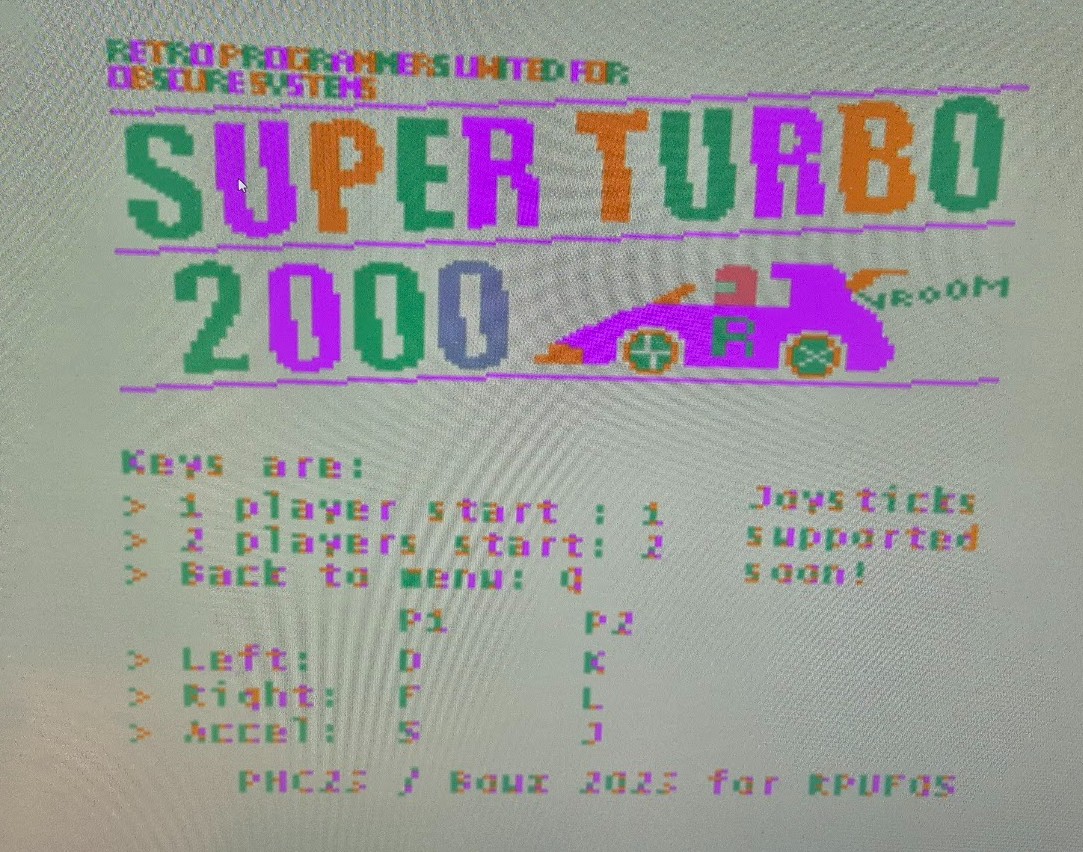 RETRO PROGRAMMERS UNITED FOR
OBSCURE SYSTEMS
SUPER TURBO
2000
VROOM
R
Keys are:
> 1 player start : 1
> 2 players start: 2
> Back to menu: q
Joysticks
supported
soon!
P1 P2
> Left: D K
> Right: F L
> Accel: S J
PHC25 / Baux 2025 for RPUFOS